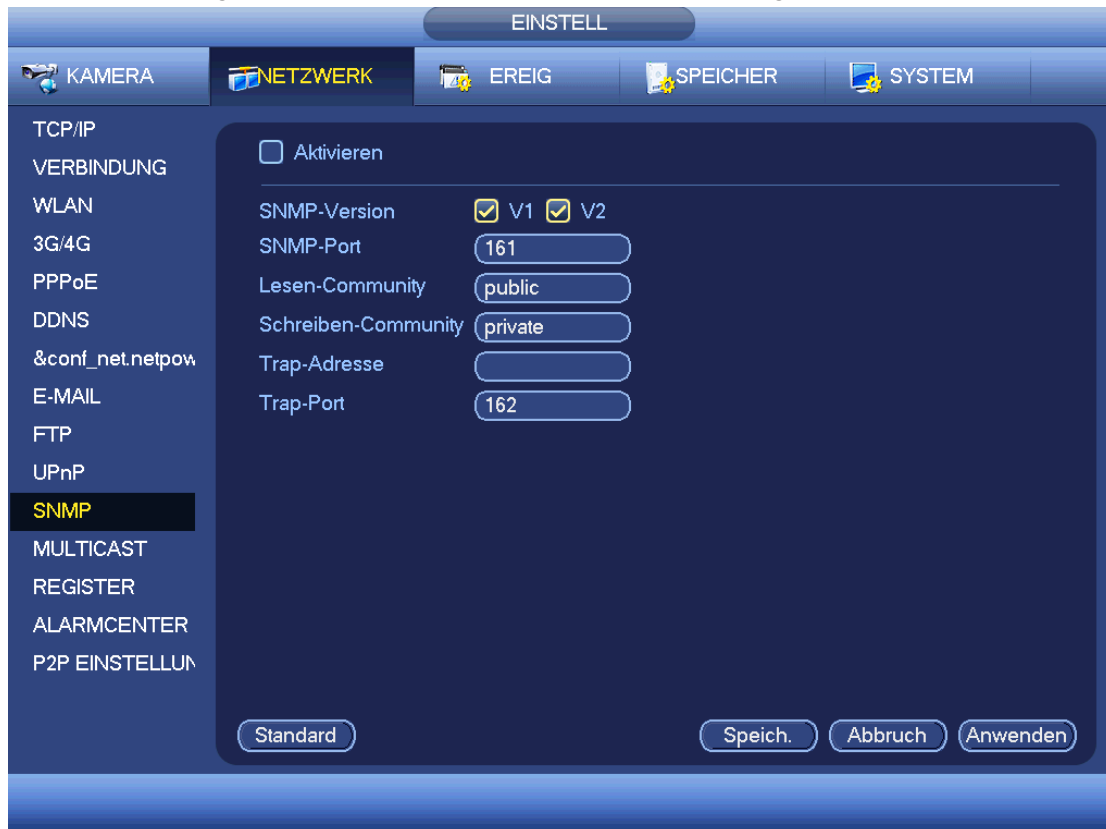 EINSTELL
KAMERA NETZWERK EREIG SPEICHER SYSTEM
TCP/IP
VERBINDUNG
WLAN
3G/4G
PPPoE
DDNS
&conf_net.netpow
E-MAIL
FTP
UPnP
SNMP
MULTICAST
REGISTER
ALARMCENTER
P2P EINSTELLUN
Aktivieren
SNMP-Version V1 V2
SNMP-Port 161
Lesen-Community public
Schreiben-Community private
Trap-Adresse
Trap-Port 162
Standard Speich. Abbruch Anwenden